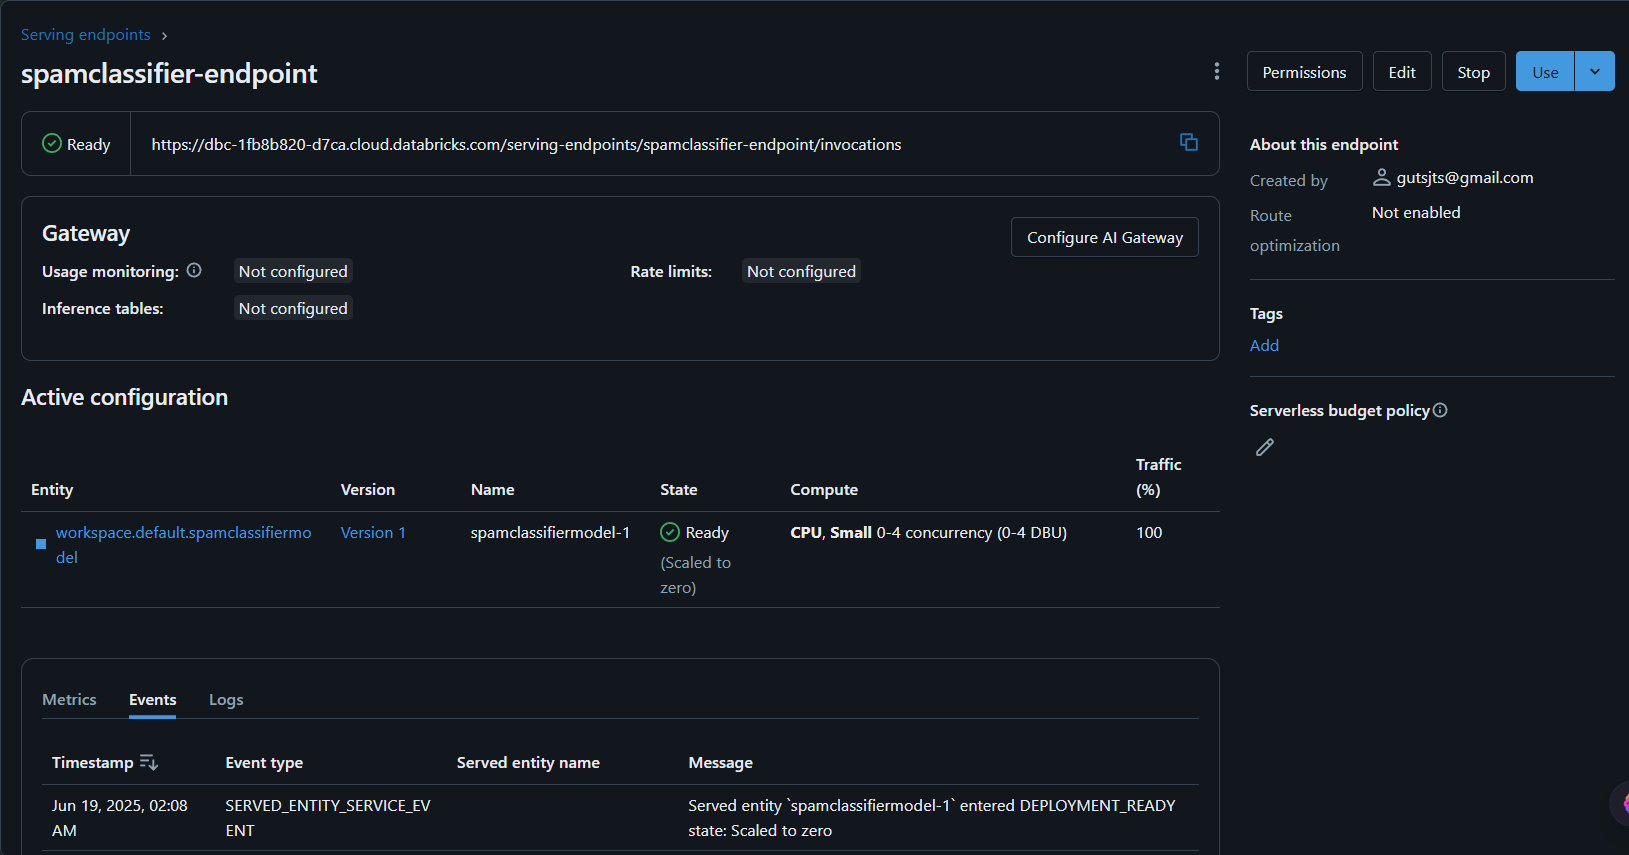 Serving endpoints
spamclassifier-endpoint
Permissions
Edit
Stop
Use
Ready
https://dbc-1fb8b820-d7ca.cloud.databricks.com/serving-endpoints/spamclassifier-endpoint/invocations
Gateway
Configure AI Gateway
Usage monitoring: Not configured
Rate limits: Not configured
Inference tables: Not configured
About this endpoint
Created by gutsjts@gmail.com
Route Not enabled
optimization
Tags
Add
Serverless budget policy
Active configuration
Traffic
Entity Version Name State Compute (%)
workspace.default.spamclassifiermo Version 1 spamclassifiermodel-1 Ready CPU, Small 0-4 concurrency (0-4 DBU) 100
del
(Scaled to
zero)
Metrics Events Logs
Timestamp Event type Served entity name Message
Jun 19, 2025, 02:08 SERVED_ENTITY_SERVICE_EV Served entity `spamclassifiermodel-1` entered DEPLOYMENT_READY
AM ENT state: Scaled to zero